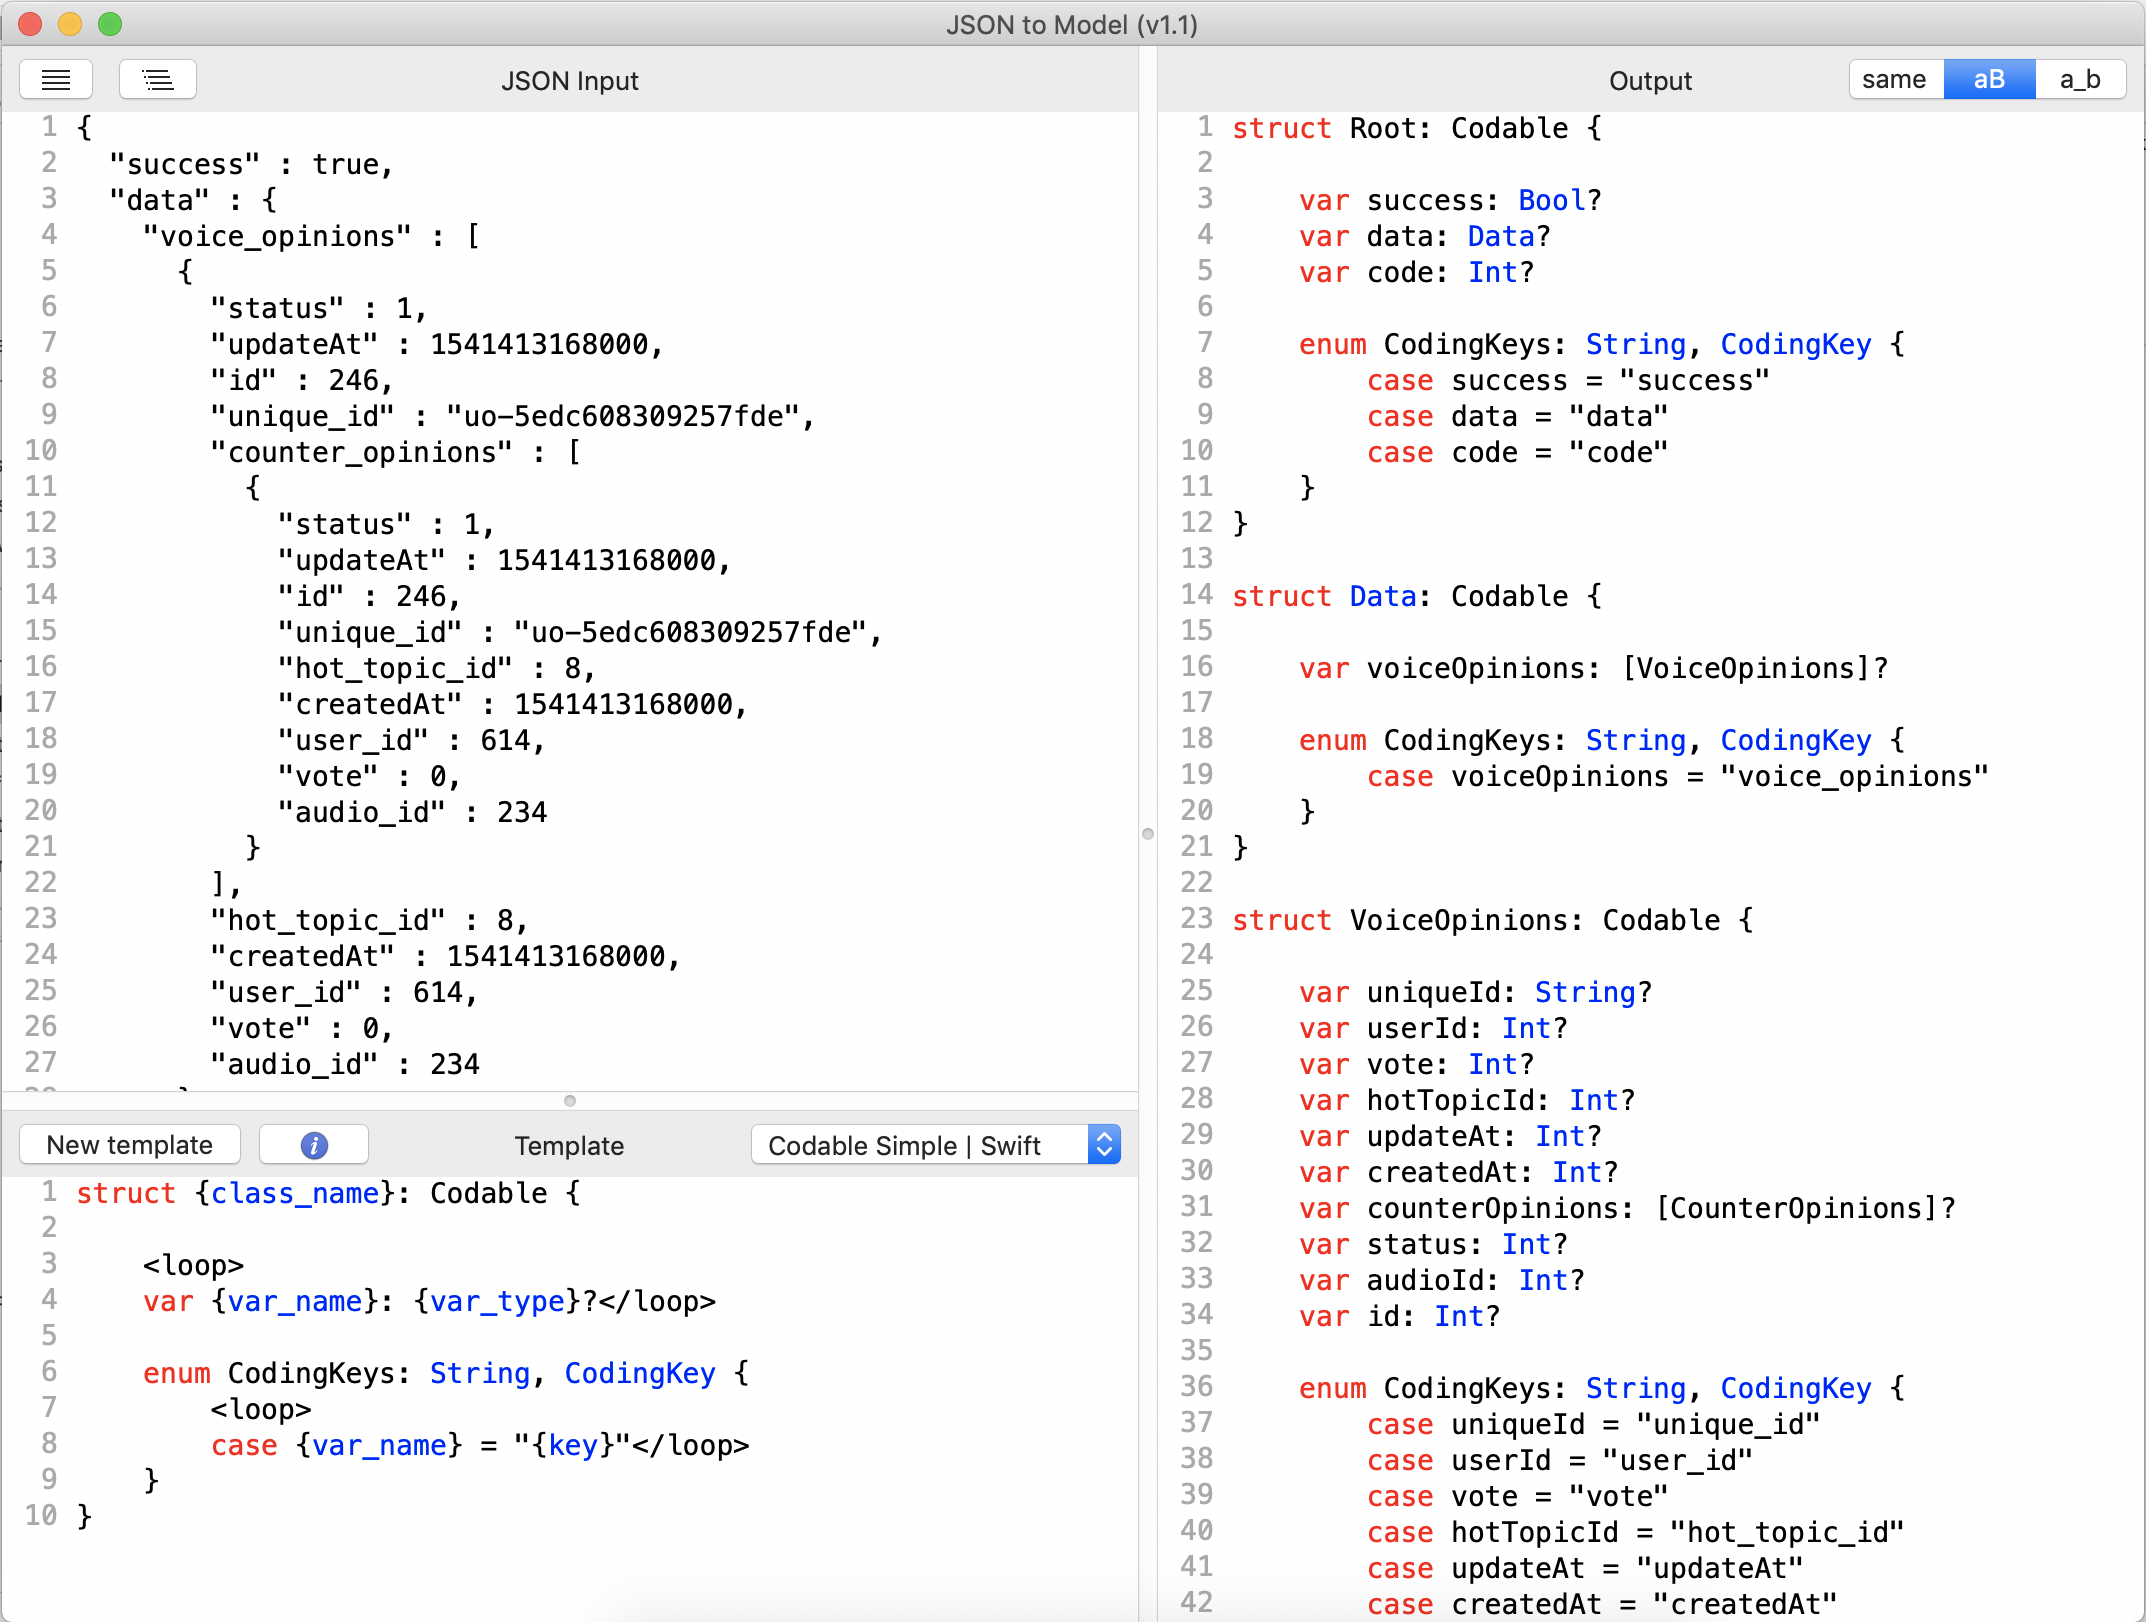 JSON to Model (v1.1)
JSON Input
1 {
2   "success" : true,
3   "data" : {
4     "voice_opinions" : [
5       {
6         "status" : 1,
7         "updateAt" : 1541413168000,
8         "id" : 246,
9         "unique_id" : "uo-5edc608309257fde",
10         "counter_opinions" : [
11           {
12             "status" : 1,
13             "updateAt" : 1541413168000,
14             "id" : 246,
15             "unique_id" : "uo-5edc608309257fde",
16             "hot_topic_id" : 8,
17             "createdAt" : 1541413168000,
18             "user_id" : 614,
19             "vote" : 0,
20             "audio_id" : 234
21           }
22         ],
23         "hot_topic_id" : 8,
24         "createdAt" : 1541413168000,
25         "user_id" : 614,
26         "vote" : 0,
27         "audio_id" : 234
New template
i
Template
Codable Simple | Swift
1 struct {class_name}: Codable {
2
3     <loop>
4     var {var_name}: {var_type}?</loop>
5
6     enum CodingKeys: String, CodingKey {
7         <loop>
8         case {var_name} = "{key}"</loop>
9     }
10 }
Output
same aB a_b
1 struct Root: Codable {
2
3     var success: Bool?
4     var data: Data?
5     var code: Int?
6
7     enum CodingKeys: String, CodingKey {
8         case success = "success"
9         case data = "data"
10         case code = "code"
11     }
12 }
13
14 struct Data: Codable {
15
16     var voiceOpinions: [VoiceOpinions]?
17
18     enum CodingKeys: String, CodingKey {
19         case voiceOpinions = "voice_opinions"
20     }
21 }
22
23 struct VoiceOpinions: Codable {
24
25     var uniqueId: String?
26     var userId: Int?
27     var vote: Int?
28     var hotTopicId: Int?
29     var updateAt: Int?
30     var createdAt: Int?
31     var counterOpinions: [CounterOpinions]?
32     var status: Int?
33     var audioId: Int?
34     var id: Int?
35
36     enum CodingKeys: String, CodingKey {
37         case uniqueId = "unique_id"
38         case userId = "user_id"
39         case vote = "vote"
40         case hotTopicId = "hot_topic_id"
41         case updateAt = "updateAt"
42         case createdAt = "createdAt"